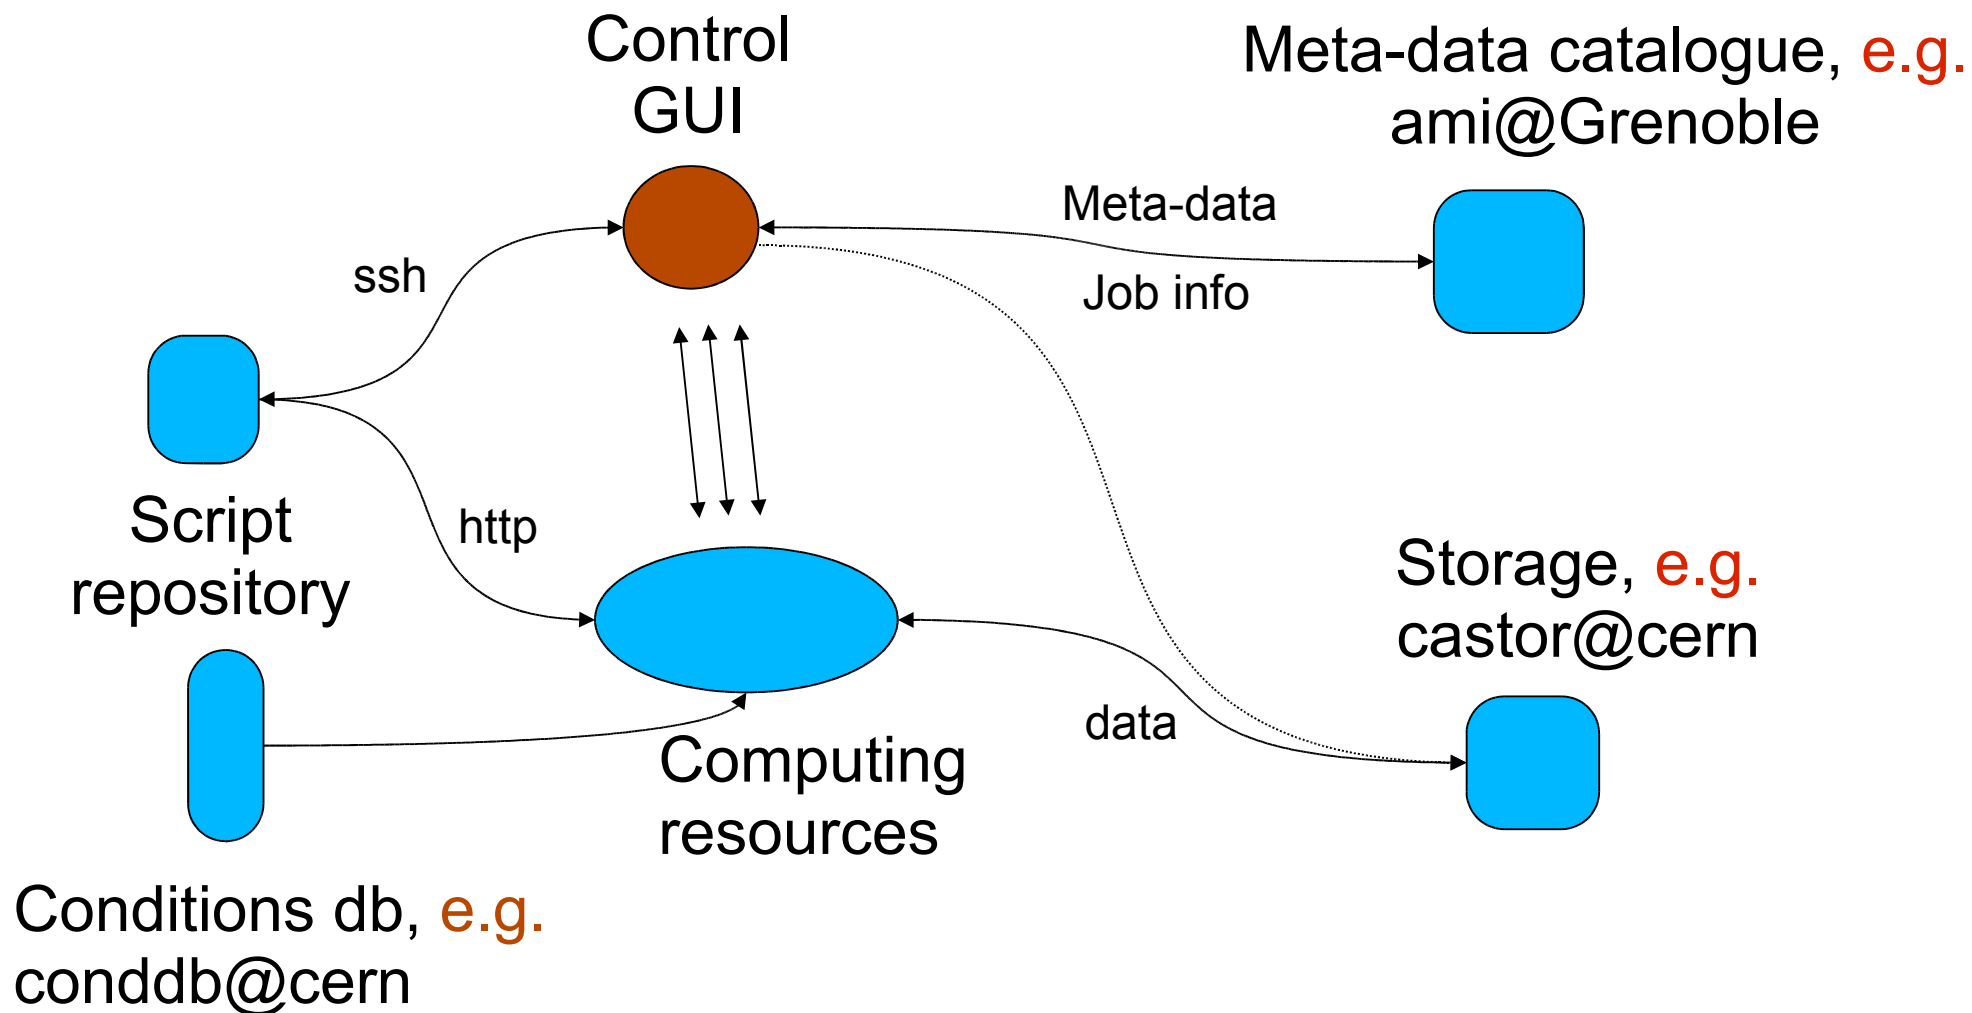 Control
GUI
Meta-data catalogue, e.g.
ami@Grenoble
Meta-data
ssh
Job info
Script
repository
http
Storage, e.g.
castor@cern
data
Computing
resources
Conditions db, e.g.
conddb@cern